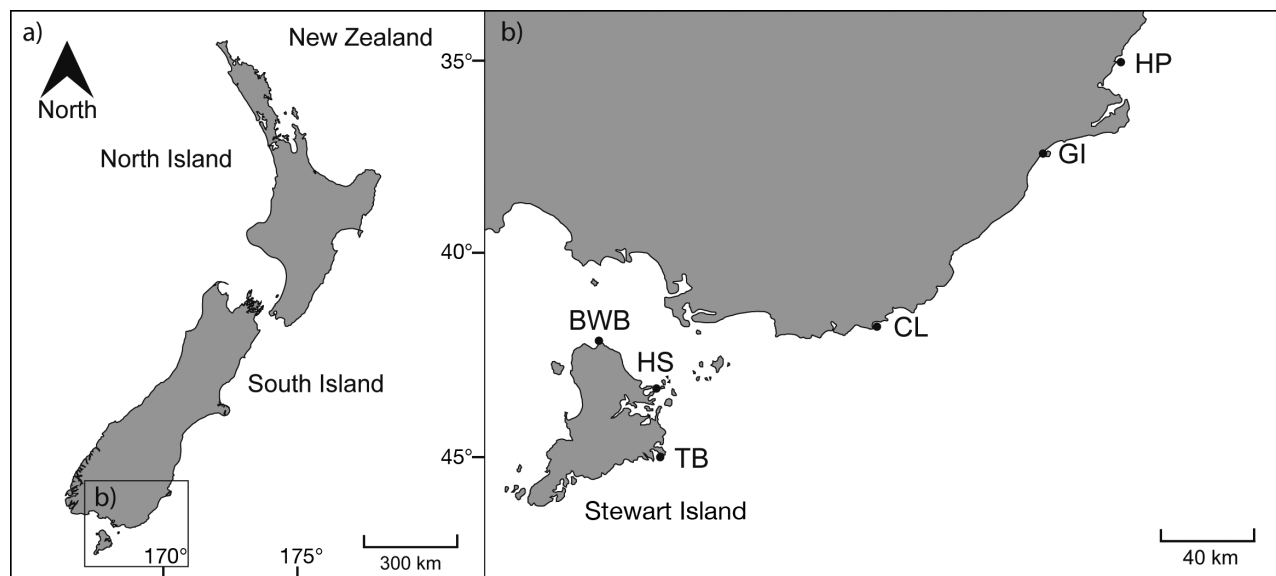 a)
New Zealand
North
North Island
South Island
b)
35°
40°
45°
170°
175°
300 km
b)
HP
GI
CL
BWB
HS
TB
Stewart Island
40 km